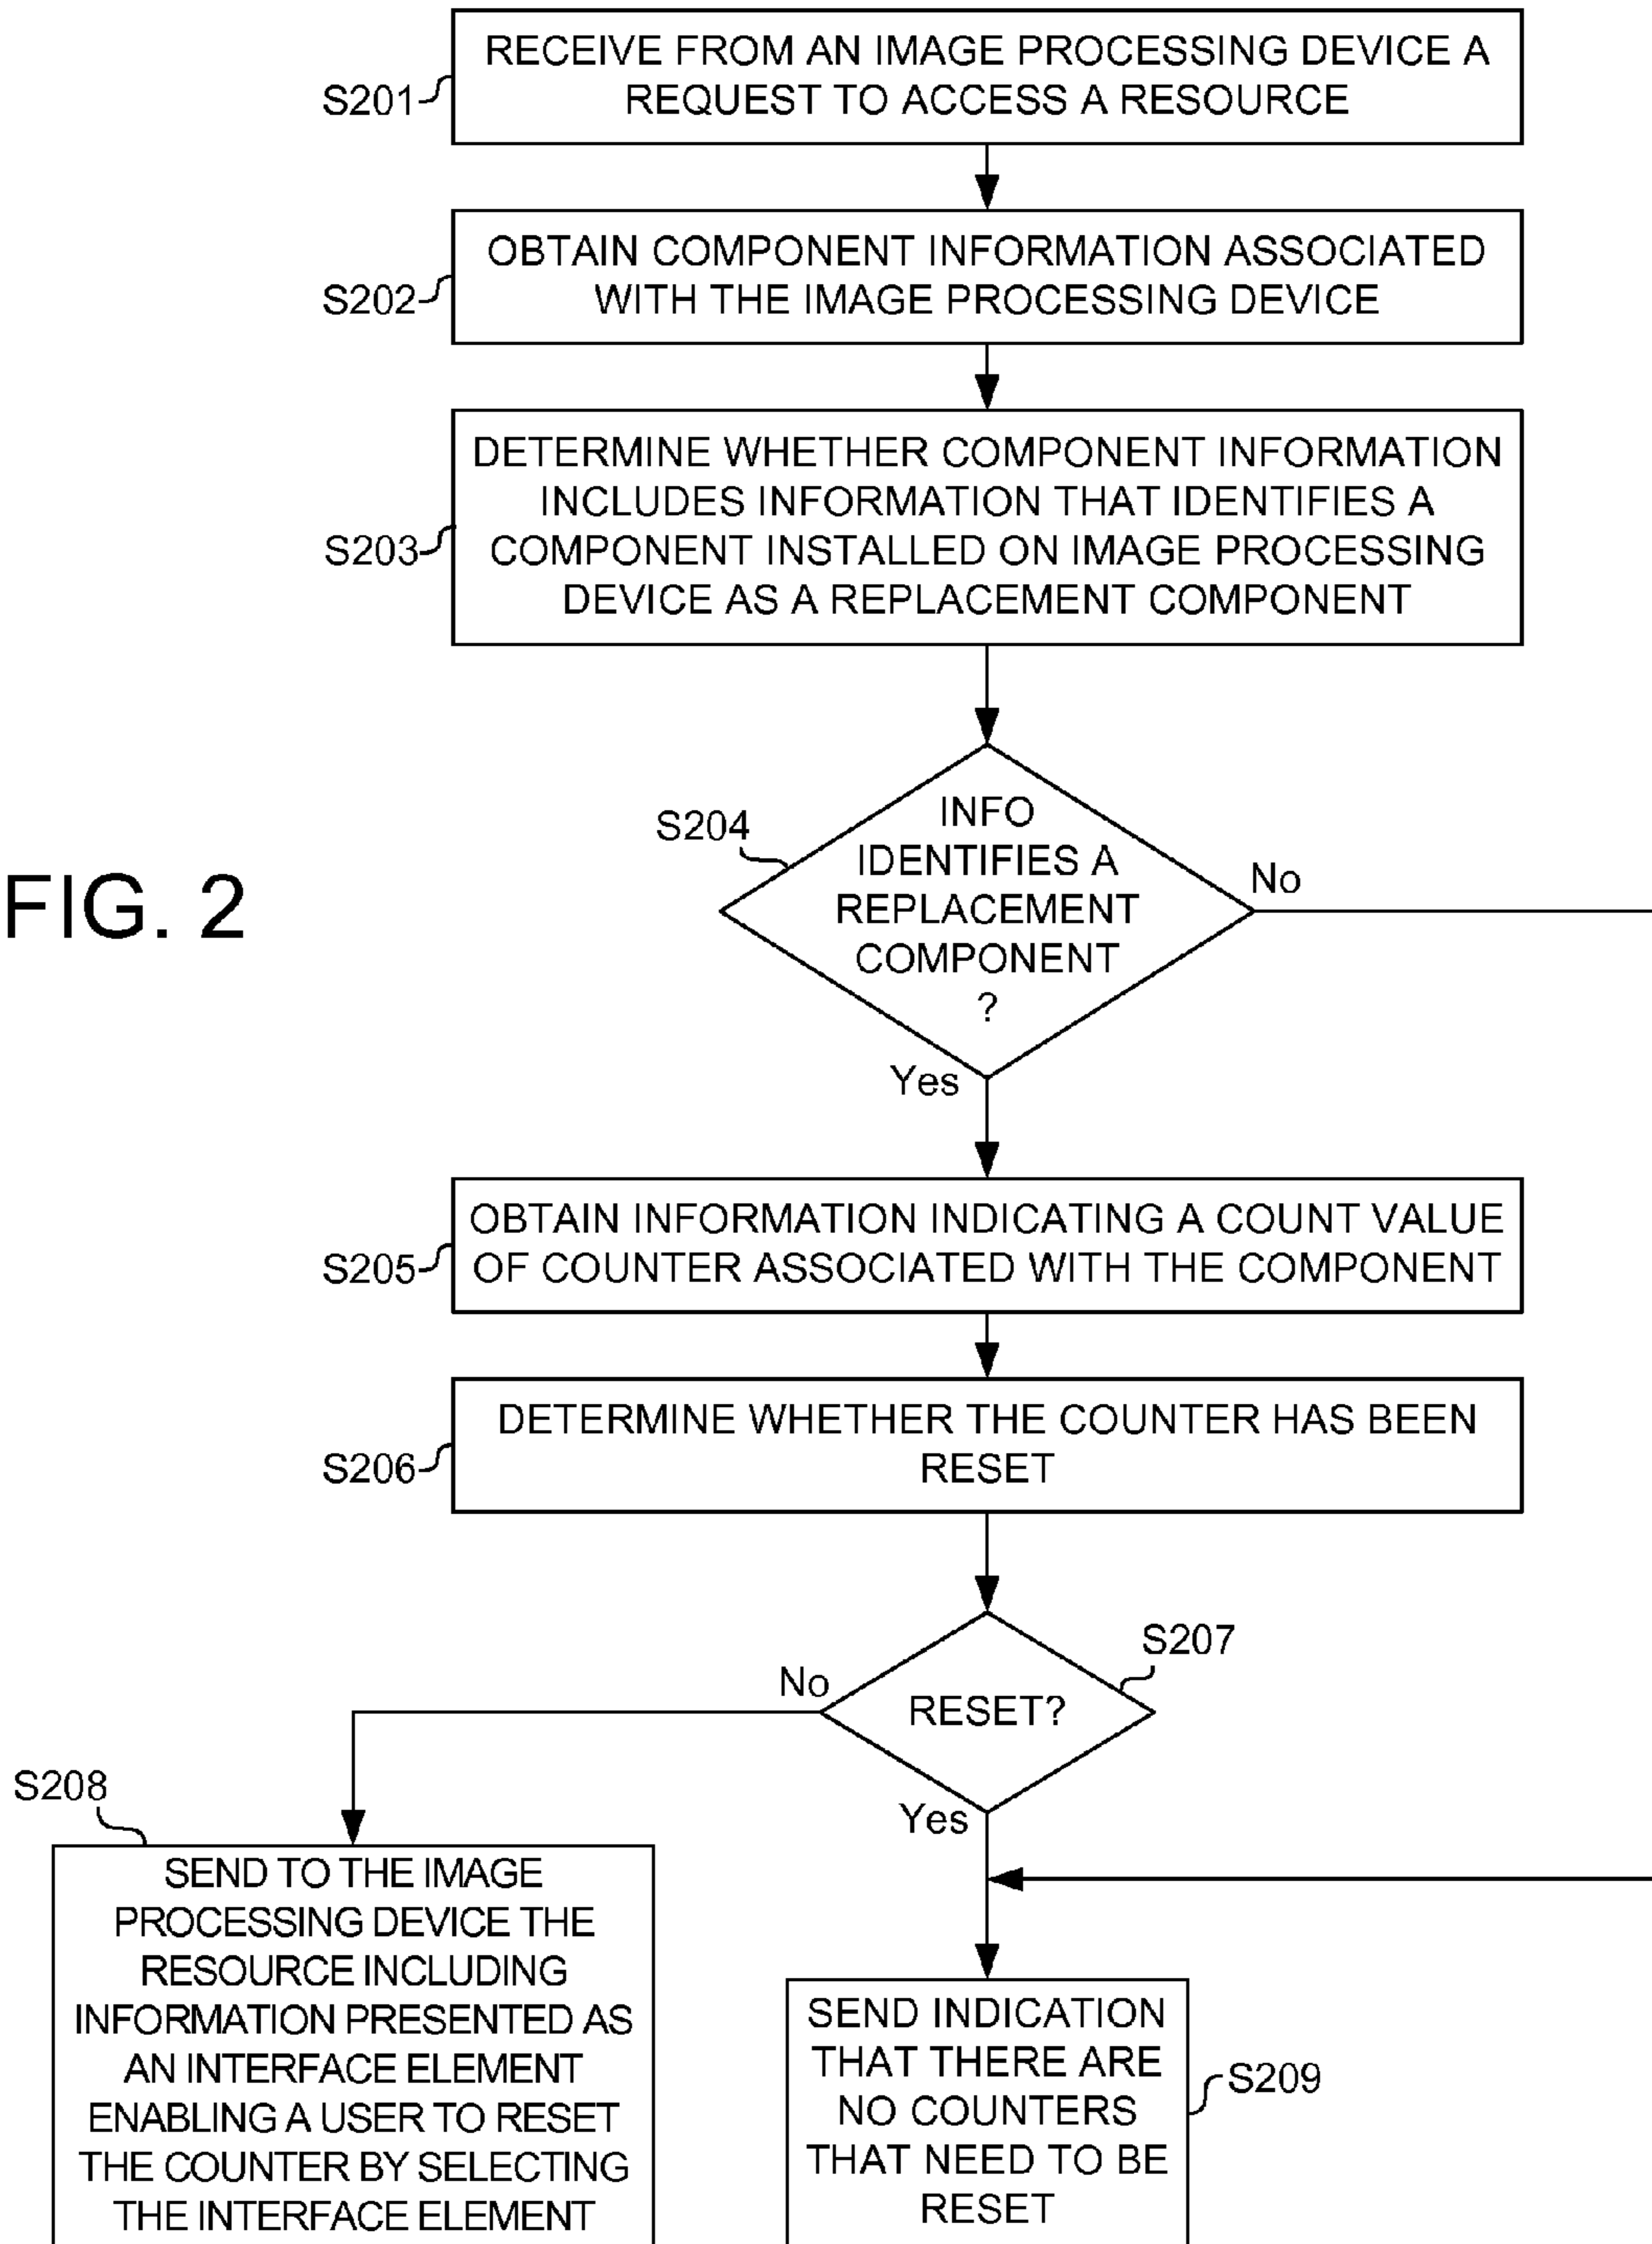 RECEIVE FROM AN IMAGE PROCESSING DEVICE A
REQUEST TO ACCESS A RESOURCE
S201
OBTAIN COMPONENT INFORMATION ASSOCIATED
WITH THE IMAGE PROCESSING DEVICE
S202
DETERMINE WHETHER COMPONENT INFORMATION
INCLUDES INFORMATION THAT IDENTIFIES A
COMPONENT INSTALLED ON IMAGE PROCESSING
DEVICE AS A REPLACEMENT COMPONENT
S203
S204
INFO
IDENTIFIES A
REPLACEMENT
COMPONENT
?
No
Yes
FIG. 2
OBTAIN INFORMATION INDICATING A COUNT VALUE
OF COUNTER ASSOCIATED WITH THE COMPONENT
S205
DETERMINE WHETHER THE COUNTER HAS BEEN
RESET
S206
S207
RESET?
No
Yes
S208
SEND TO THE IMAGE
PROCESSING DEVICE THE
RESOURCE INCLUDING
INFORMATION PRESENTED AS
AN INTERFACE ELEMENT
ENABLING A USER TO RESET
THE COUNTER BY SELECTING
THE INTERFACE ELEMENT
SEND INDICATION
THAT THERE ARE
NO COUNTERS
THAT NEED TO BE
RESET
S209